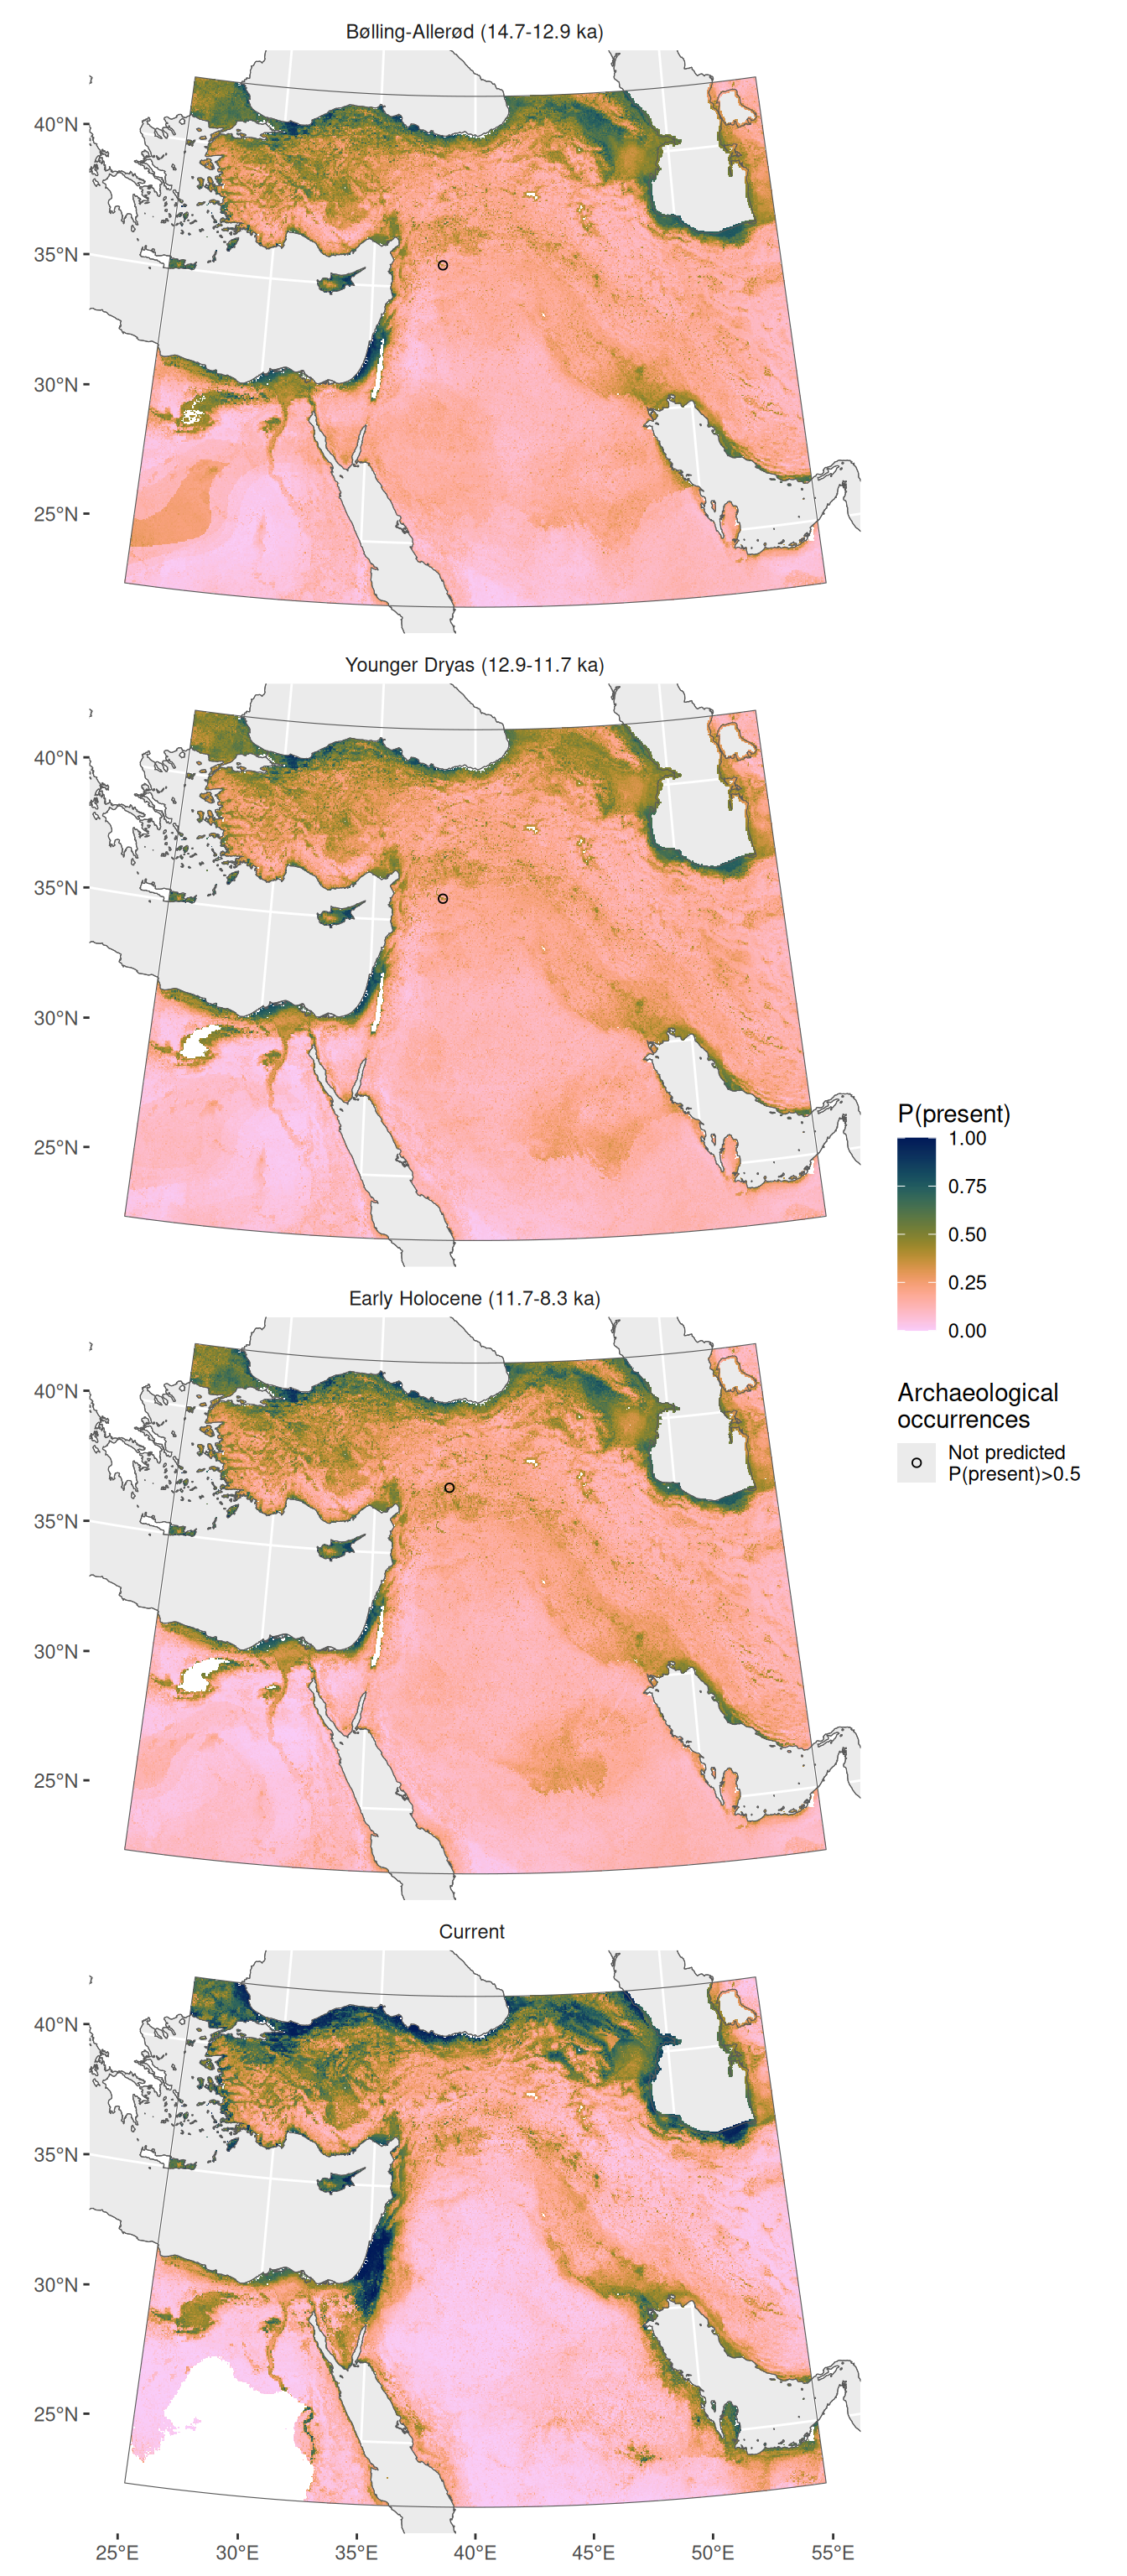 Bølling-Allerød (14.7-12.9 ka)
40°N
35°N
30°N
25°N
Younger Dryas (12.9-11.7 ka)
40°N
35°N
30°N
25°N
P(present)
1.00
0.75
0.50
0.25
0.00
Early Holocene (11.7-8.3 ka)
Archaeological
occurrences
Not predicted
P(present)>0.5
40°N
35°N
30°N
25°N
Current
40°N
35°N
30°N
25°N
25°E 30°E 35°E 40°E 45°E 50°E 55°E